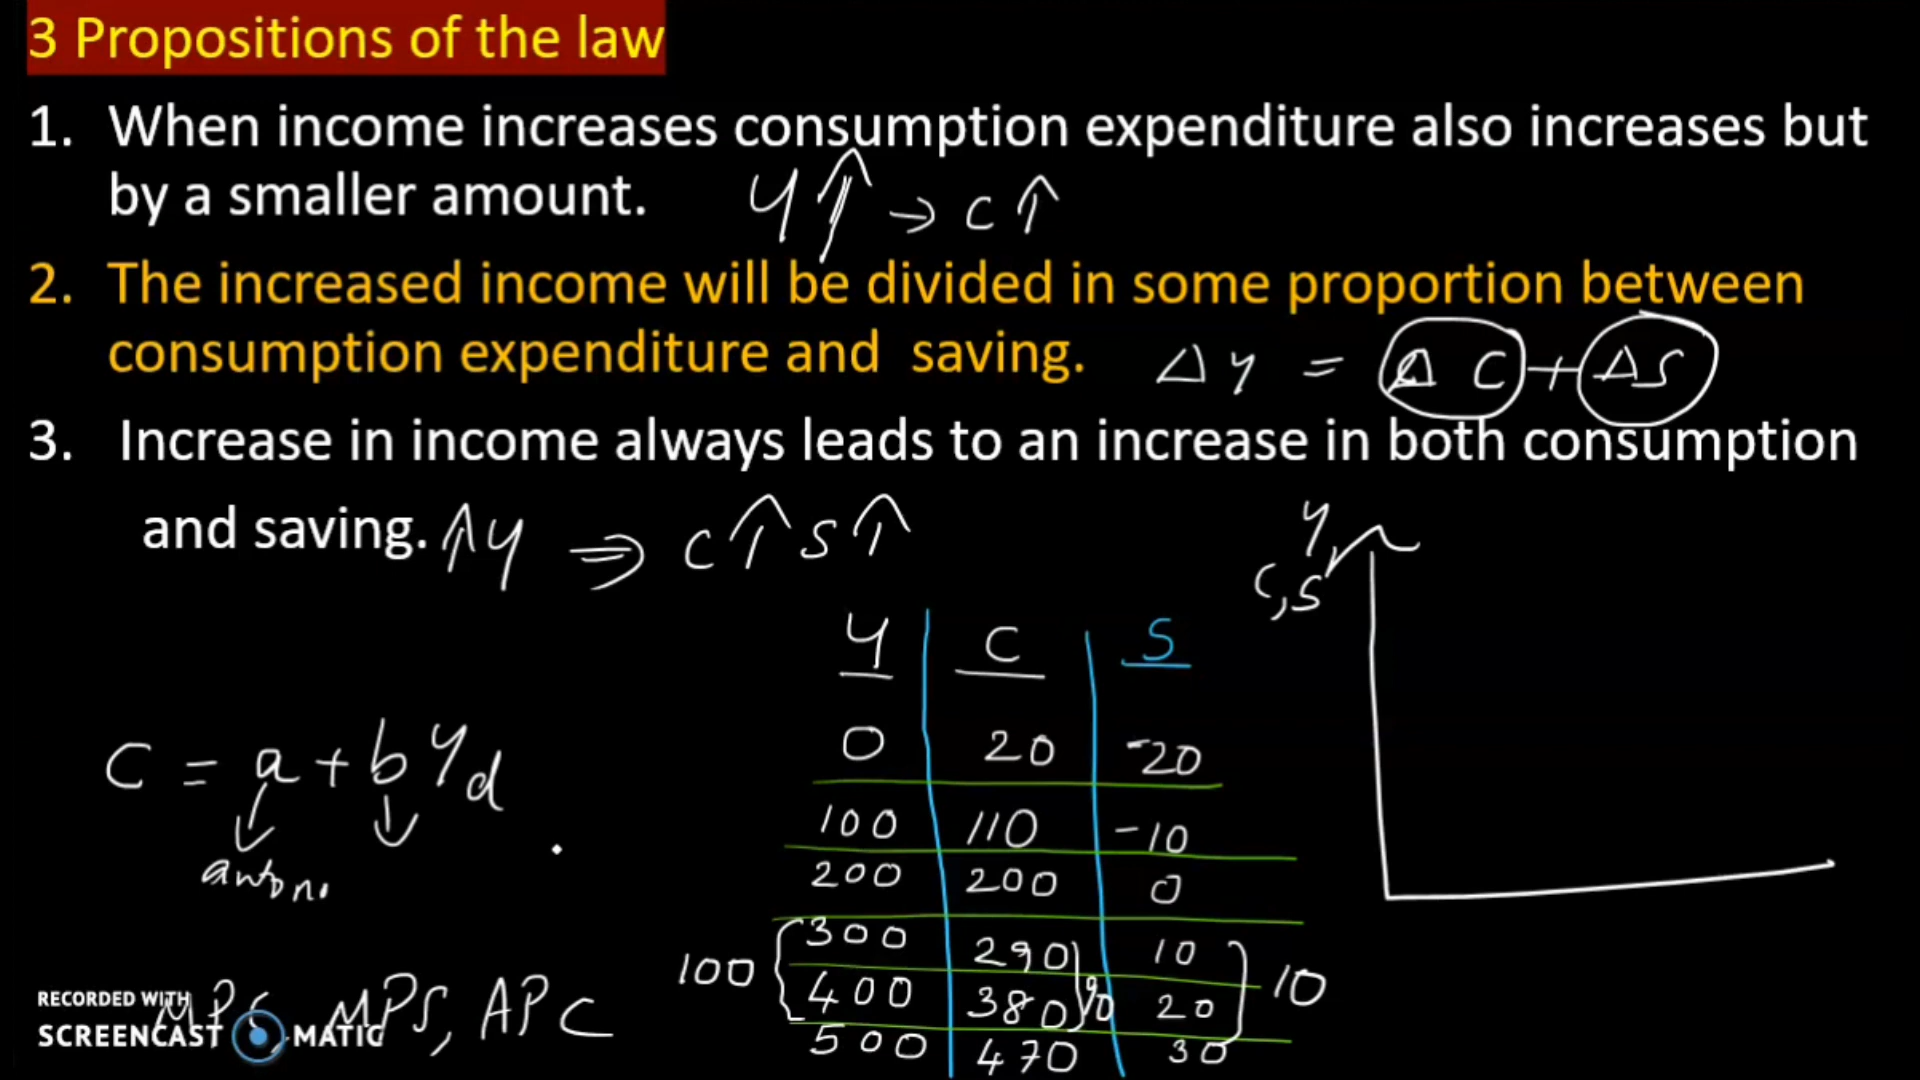 3 Propositions of the law
1. When income increases consumption expenditure also increases but
by a smaller amount. Y↑ → C↑
2. The increased income will be divided in some proportion between
consumption expenditure and saving. ΔY = ΔC + ΔS
3. Increase in income always leads to an increase in both consumption
and saving. ↑Y ⇒ C↑ S↑
Y
C,S
Y C S
0 20 -20
C = a + bYd
100 110 -10
autono
200 200 0
300 290 10
100 90 10
400 380 20
500 470 30
MPC, MPS, APC
RECORDED WITH
SCREENCAST MATIC